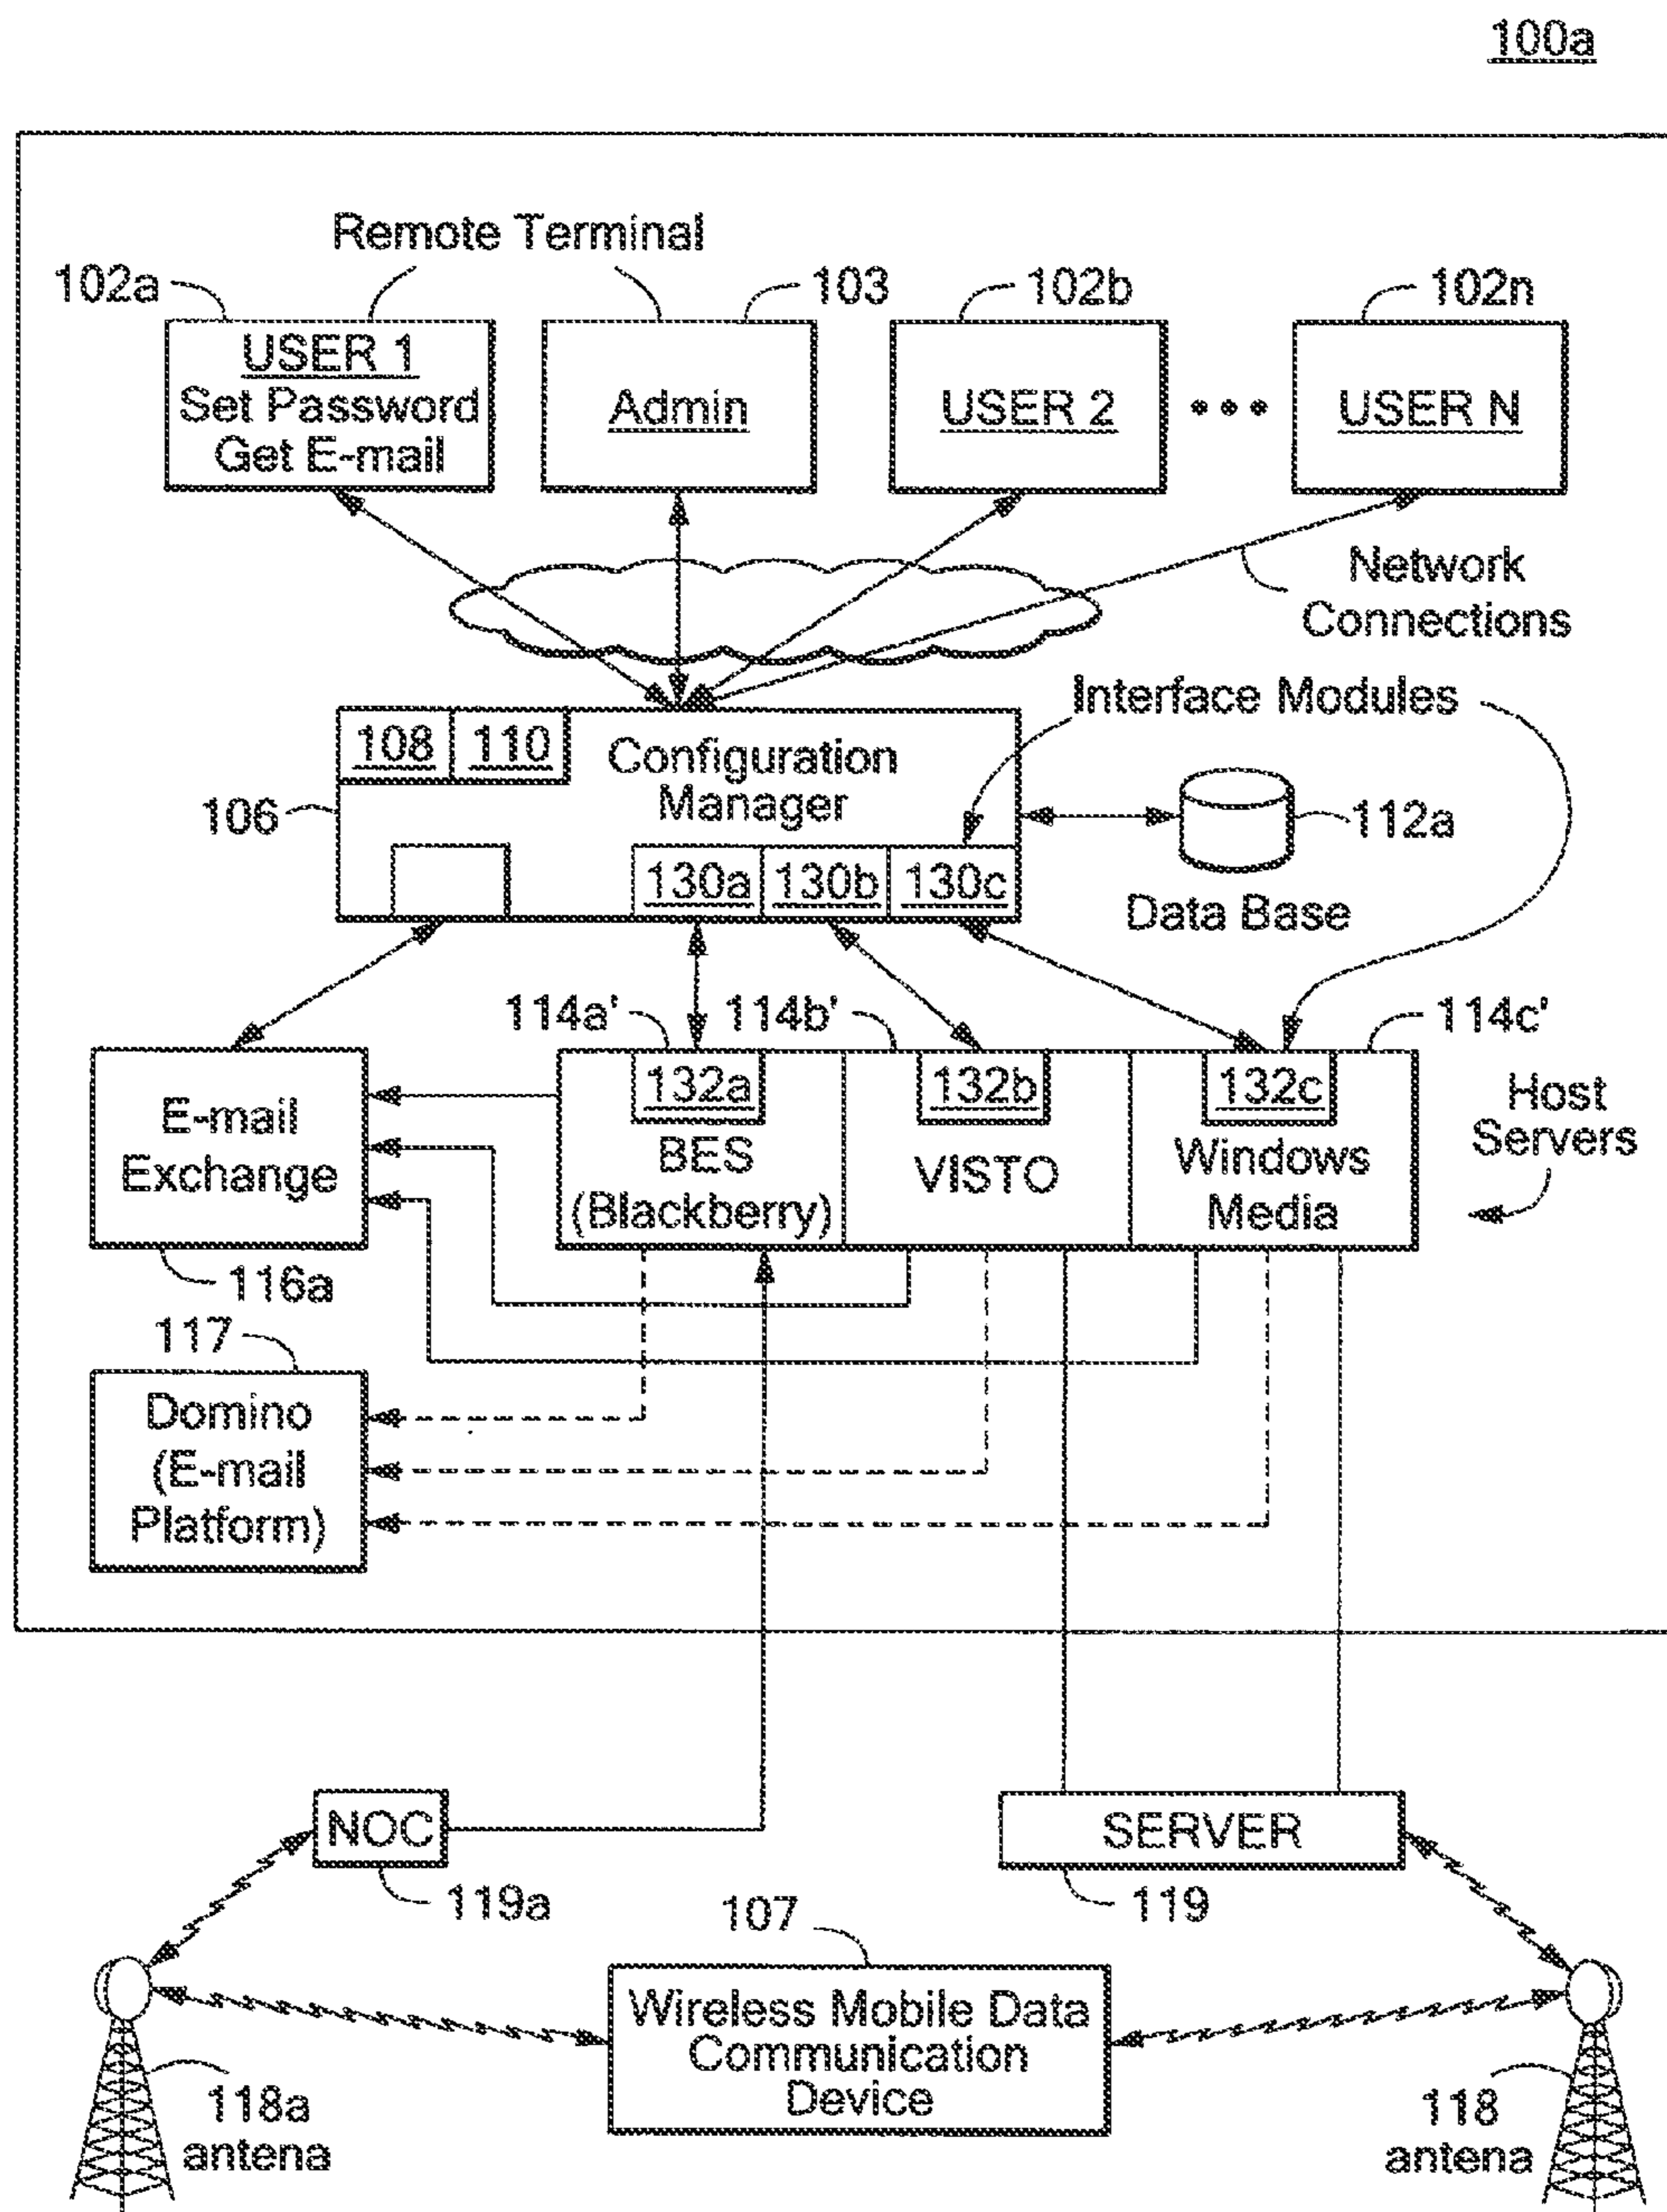 100a
Remote Terminal
102a
103
102b
102n
USER 1
Set Password
Get E-mail
Admin
USER 2
•••
USER N
Network
Connections
Interface Modules
108
110
Configuration
Manager
106
112a
130a
130b
130c
Data Base
114a'
114b'
114c'
E-mail
Exchange
132a
BES
(Blackberry)
132b
VISTO
132c
Windows
Media
Host
Servers
116a
117
Domino
(E-mail
Platform)
NOC
119a
SERVER
119
107
Wireless Mobile Data
Communication
Device
118a
antena
118
antena